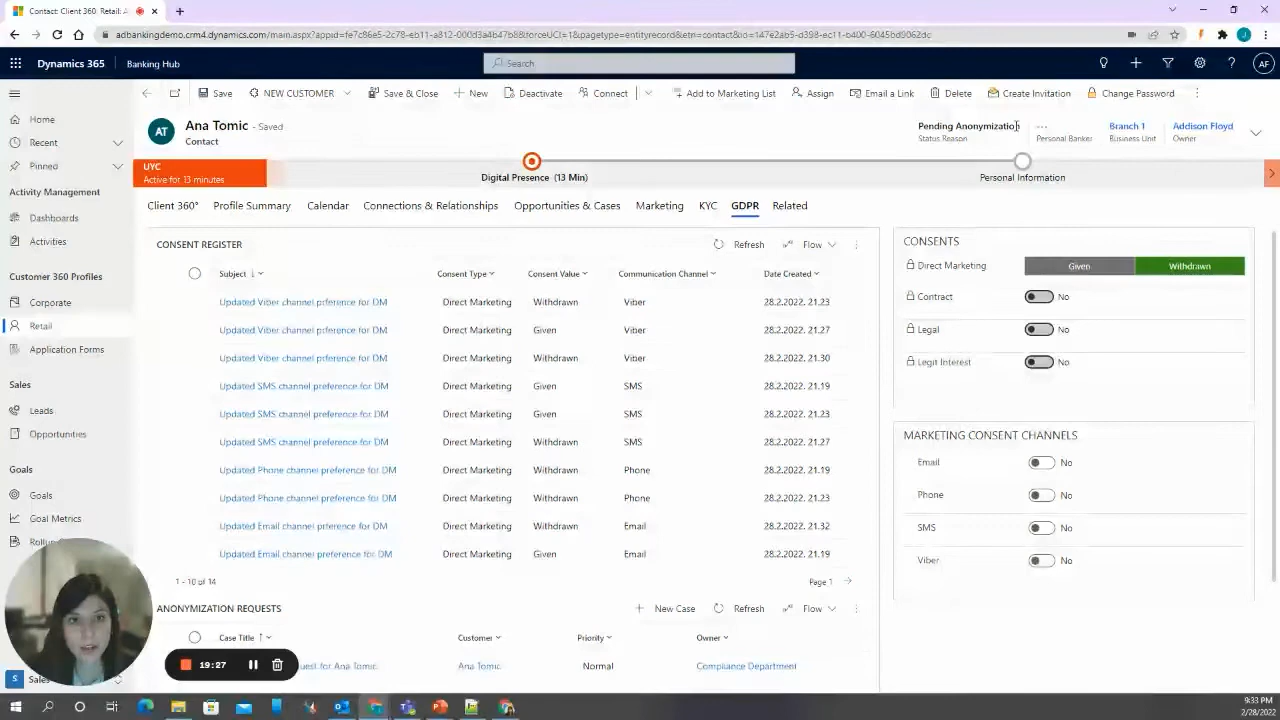 Contact: Client 360: Retail: A
adbankingdemo.crm4.dynamics.com/main.aspx?appid=fe7c86e5-2c78-eb11-a812-000d3a4b47b8&forceUCI=1&pagetype=entityrecord&etn=contact&id=147e2ab5-d398-ec11-b400-6045bd9062dc
J
Dynamics 365
Banking Hub
Search
AF
Save
NEW CUSTOMER
Save & Close
New
Deactivate
Connect
Add to Marketing List
Assign
Email a Link
Delete
Create Invitation
Change Password
Home
Recent
Pinned
Activity Management
Dashboards
Activities
Customer 360 Profiles
Corporate
Retail
Application Forms
Sales
Leads
Opportunities
Goals
Goals
Goal Metrics
AT
Ana Tomic - Saved
Contact
Pending Anonymization
Status Reason
---
Personal Banker
Branch 1
Business Unit
Addison Floyd
Owner
UYC
Active for 13 minutes
Digital Presence (13 Min)
Personal Information
Client 360° Profile Summary Calendar Connections & Relationships Opportunities & Cases Marketing KYC GDPR Related
CONSENT REGISTER
Refresh
Flow
Subject Consent Type Consent Value Communication Channel Date Created
Updated Viber channel prference for DM Direct Marketing Withdrawn Viber 28.2.2022. 21.23
Updated Viber channel prference for DM Direct Marketing Given Viber 28.2.2022. 21.27
Updated Viber channel prference for DM Direct Marketing Withdrawn Viber 28.2.2022. 21.30
Updated SMS channel preference for DM Direct Marketing Given SMS 28.2.2022. 21.19
Updated SMS channel preference for DM Direct Marketing Given SMS 28.2.2022. 21.23
Updated SMS channel preference for DM Direct Marketing Withdrawn SMS 28.2.2022. 21.27
Updated Phone channel preference for DM Direct Marketing Withdrawn Phone 28.2.2022. 21.19
Updated Phone channel preference for DM Direct Marketing Withdrawn Phone 28.2.2022. 21.23
Updated Email channel preference for DM Direct Marketing Withdrawn Email 28.2.2022. 21.32
Updated Email channel preference for DM Direct Marketing Given Email 28.2.2022. 21.19
1 - 10 of 14
Page 1
ANONYMIZATION REQUESTS
New Case
Refresh
Flow
Case Title Customer Priority Owner
for Ana Tomic Ana Tomic Normal Compliance Department
CONSENTS
Direct Marketing Given Withdrawn
Contract No
Legal No
Legit Interest No
MARKETING CONSENT CHANNELS
Email No
Phone No
SMS No
Viber No
19:27
S
9:33 PM
2/28/2022